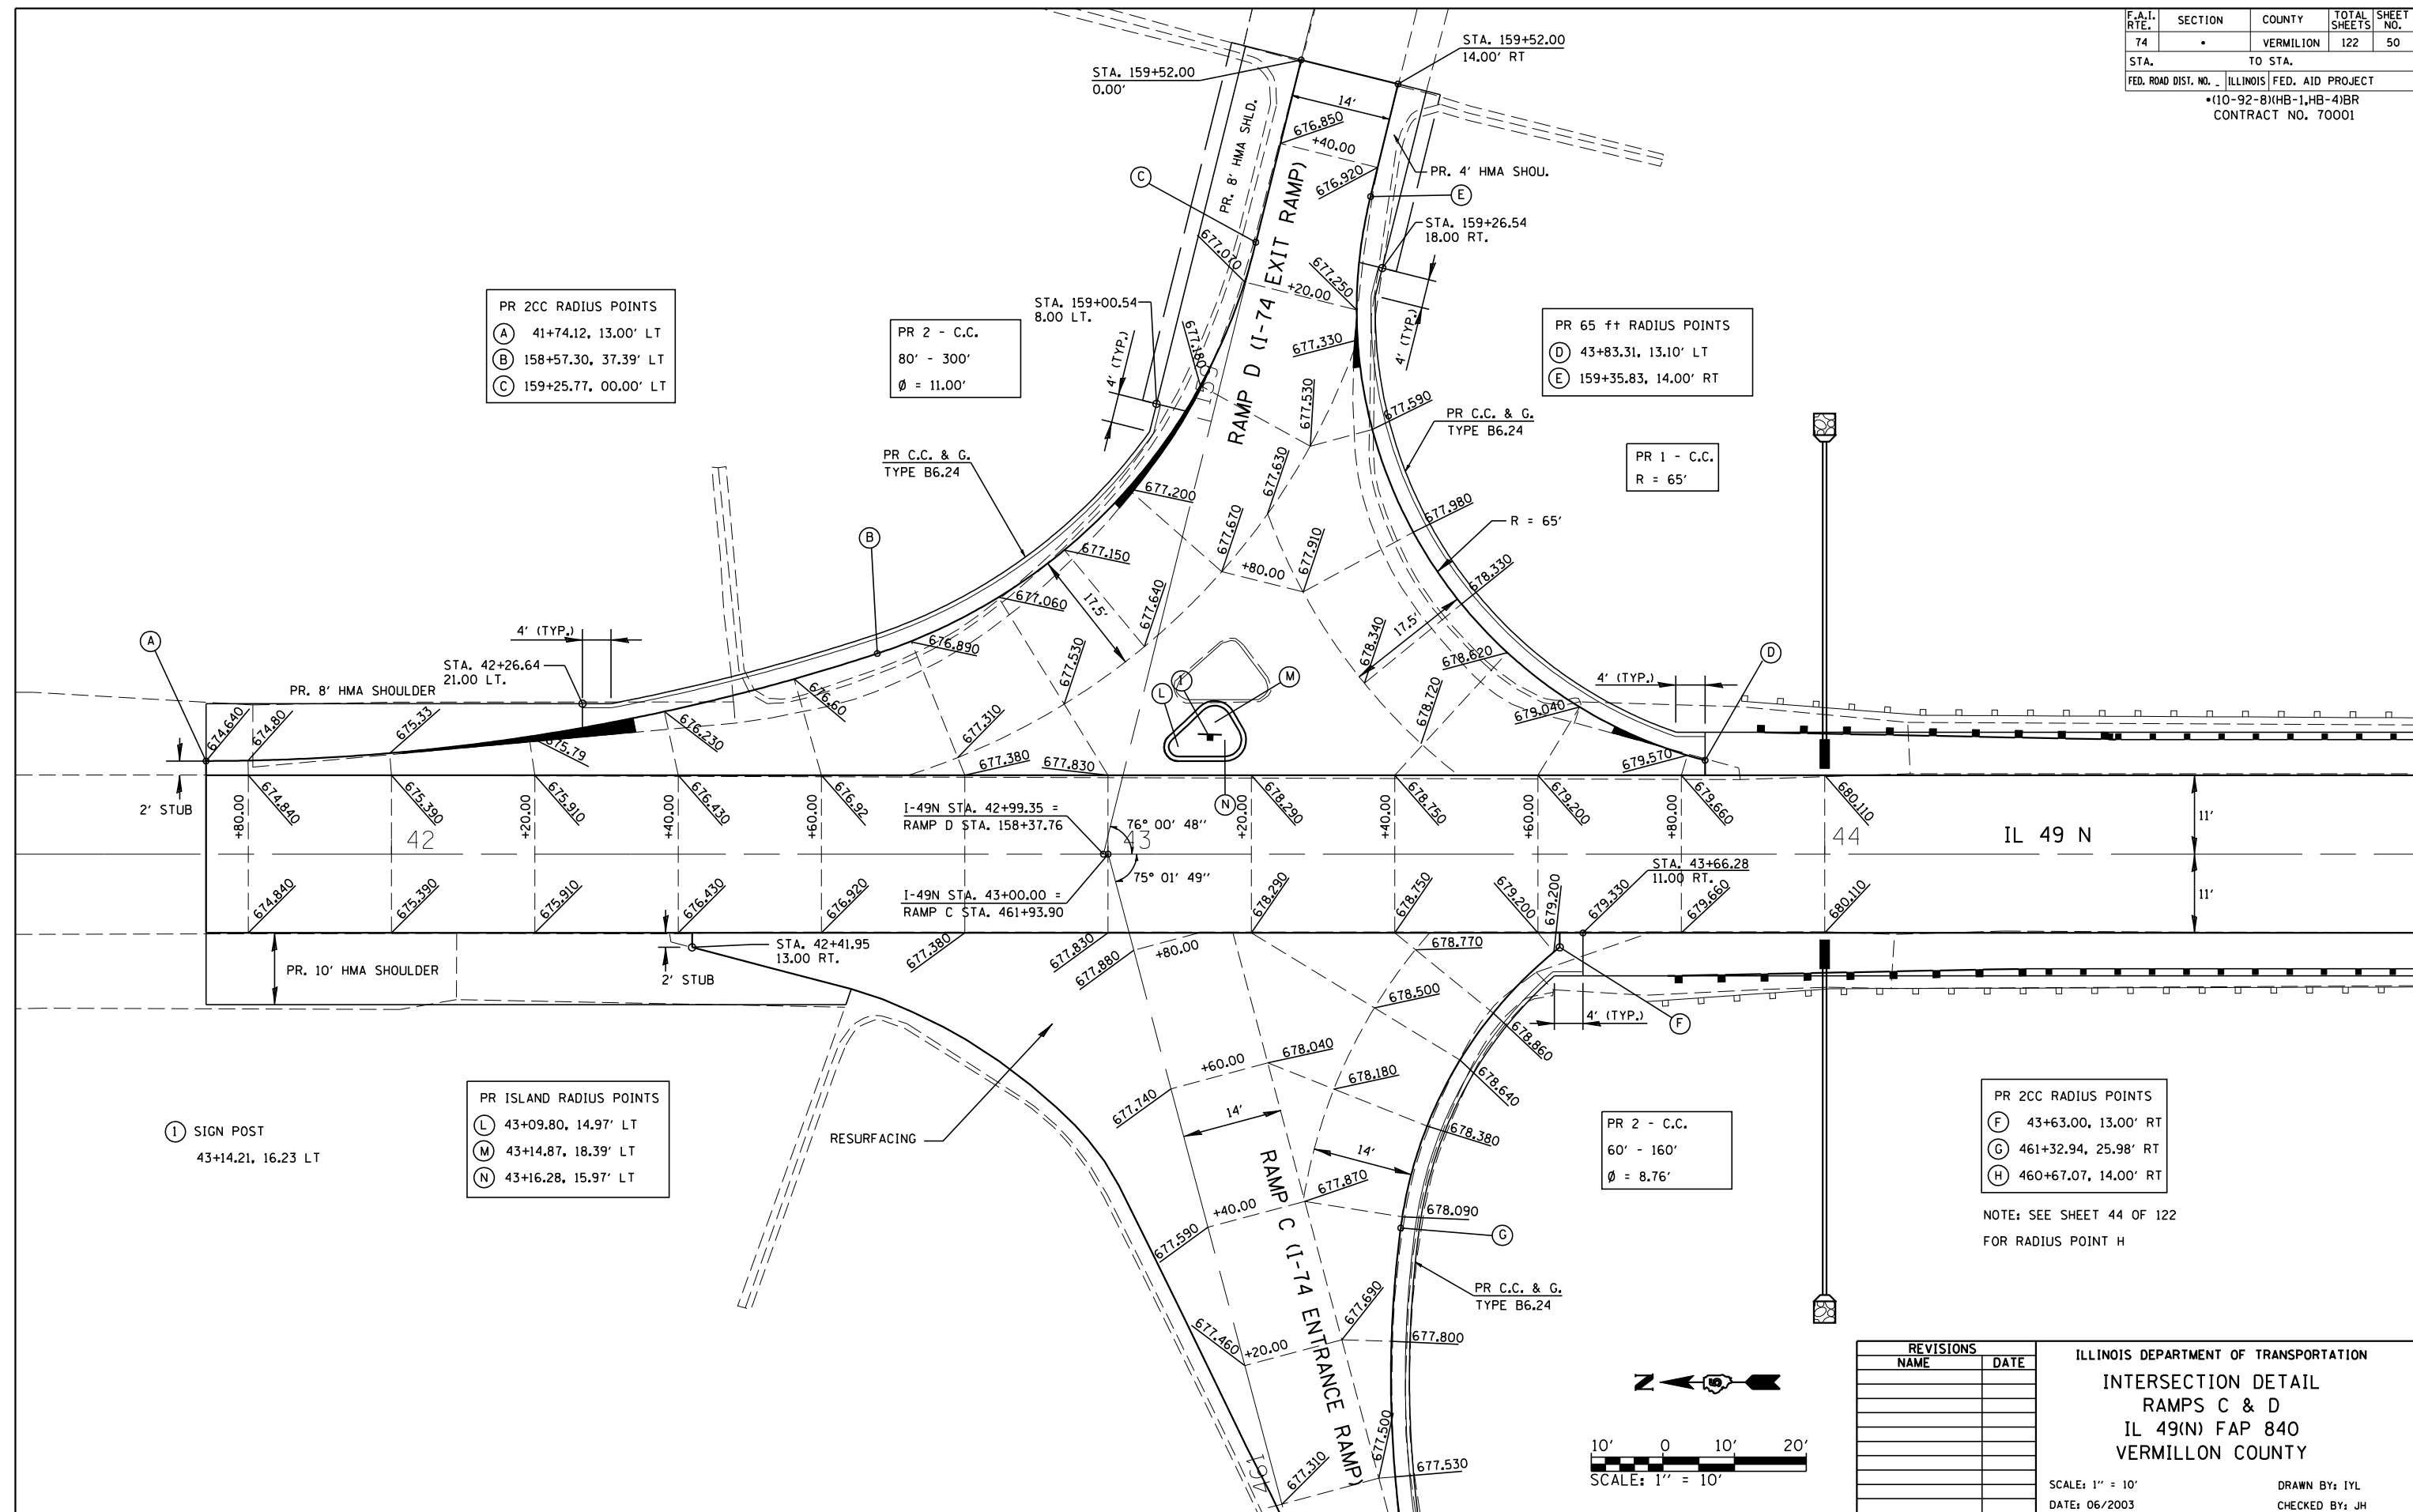 F.A.I. RTE. SECTION COUNTY TOTAL SHEETS SHEET NO.
74 • VERMILION 122 50
STA. TO STA.
FED. ROAD DIST. NO. _ ILLINOIS FED. AID PROJECT
•(10-92-8)(HB-1,HB-4)BR
CONTRACT NO. 70001
STA. 159+52.00
14.00' RT
STA. 159+52.00
0.00'
14'
PR. 8' HMA SHLD.
676.850
+40.00
676.920
PR. 4' HMA SHOU.
C
E
RAMP D (I-74 EXIT RAMP)
STA. 159+26.54
18.00 RT.
677.070
677.250
+20.00
STA. 159+00.54
8.00 LT.
4' (TYP.)
4' (TYP.)
677.180
677.330
159
PR 2CC RADIUS POINTS
A 41+74.12, 13.00' LT
B 158+57.30, 37.39' LT
C 159+25.77, 00.00' LT
PR 2 - C.C.
80' - 300'
Ø = 11.00'
PR 65 ft RADIUS POINTS
D 43+83.31, 13.10' LT
E 159+35.83, 14.00' RT
677.530
677.590
PR C.C. & G.
TYPE B6.24
PR C.C. & G.
TYPE B6.24
PR 1 - C.C.
R = 65'
677.200
677.630
677.980
R = 65'
677.670
677.910
B
677.150
+80.00
678.330
677.060
17.5'
677.640
17.5'
678.340
A
4' (TYP.)
676.890
677.530
678.620
D
STA. 42+26.64
21.00 LT.
PR. 8' HMA SHOULDER
676.60
L
1
M
4' (TYP.)
674.640
674.80
675.33
675.79
676.230
677.310
678.720
679.040
679.570
677.380
677.830
2' STUB
N
+80.00
674.840
675.390
42
+20.00
675.910
+40.00
676.430
+60.00
676.92
I-49N STA. 42+99.35 =
RAMP D STA. 158+37.76
76° 00' 48''
43
+20.00
678.290
+40.00
678.750
+60.00
679.200
+80.00
679.660
680.110
44
IL 49 N
11'
11'
75° 01' 49''
I-49N STA. 43+00.00 =
RAMP C STA. 461+93.90
STA. 43+66.28
11.00 RT.
674.840
675.390
675.910
676.430
676.920
678.290
678.750
679.200
679.200
679.330
679.660
680.110
677.380
677.830
677.880
+80.00
678.770
STA. 42+41.95
13.00 RT.
2' STUB
PR. 10' HMA SHOULDER
678.500
4' (TYP.)
F
678.860
+60.00
678.040
678.180
678.640
677.740
14'
678.380
RESURFACING
14'
PR ISLAND RADIUS POINTS
L 43+09.80, 14.97' LT
M 43+14.87, 18.39' LT
N 43+16.28, 15.97' LT
1 SIGN POST
43+14.21, 16.23 LT
PR 2 - C.C.
60' - 160'
Ø = 8.76'
PR 2CC RADIUS POINTS
F 43+63.00, 13.00' RT
G 461+32.94, 25.98' RT
H 460+67.07, 14.00' RT
NOTE: SEE SHEET 44 OF 122
FOR RADIUS POINT H
677.870
+40.00
677.590
678.090
G
RAMP C (I-74 ENTRANCE RAMP)
PR C.C. & G.
TYPE B6.24
677.690
677.800
677.460
+20.00
677.500
677.530
677.310
461
N
10' 0 10' 20'
SCALE: 1'' = 10'
REVISIONS
NAME DATE
ILLINOIS DEPARTMENT OF TRANSPORTATION
INTERSECTION DETAIL
RAMPS C & D
IL 49(N) FAP 840
VERMILLON COUNTY
SCALE: 1'' = 10' DRAWN BY: IYL
DATE: 06/2003 CHECKED BY: JH